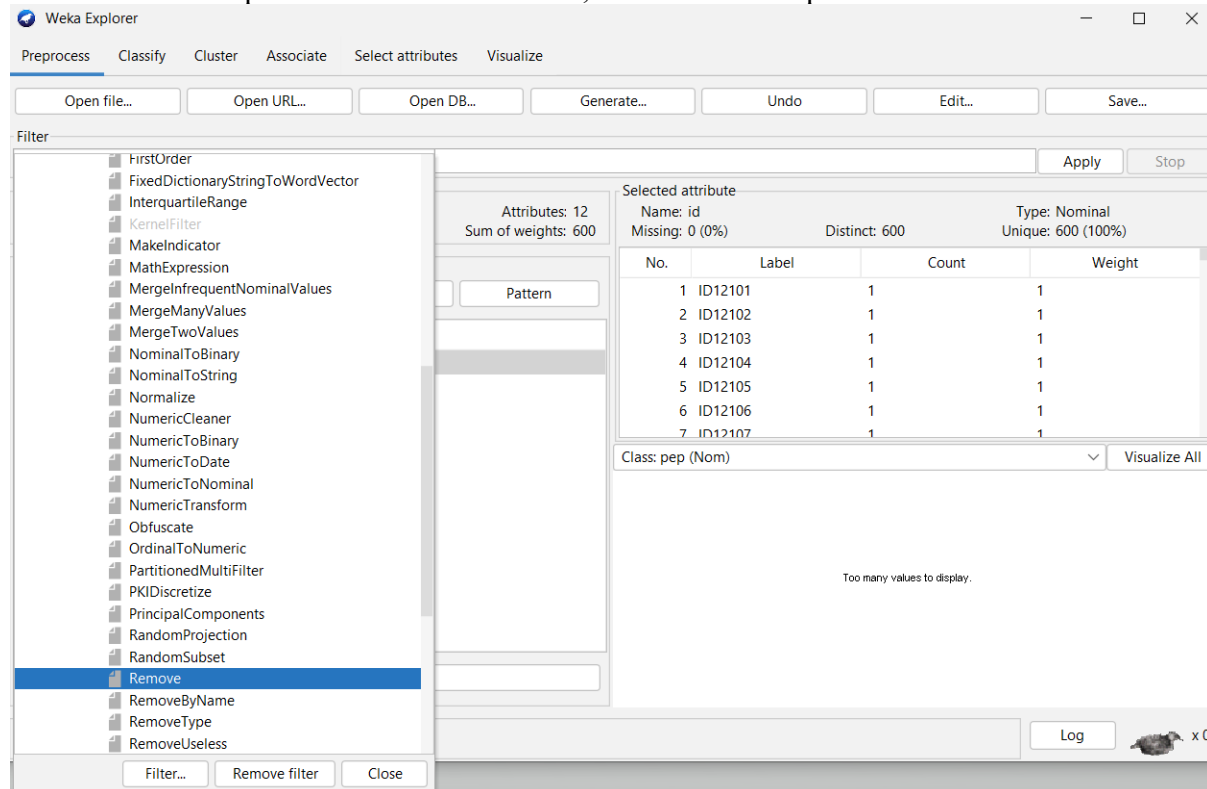 Weka Explorer
Preprocess Classify Cluster Associate Select attributes Visualize
Open file... Open URL... Open DB... Generate... Undo Edit... Save...
Filter
Apply Stop
FirstOrder
FixedDictionaryStringToWordVector
InterquartileRange
KernelFilter
MakeIndicator
MathExpression
MergeInfrequentNominalValues
MergeManyValues
MergeTwoValues
NominalToBinary
NominalToString
Normalize
NumericCleaner
NumericToBinary
NumericToDate
NumericToNominal
NumericTransform
Obfuscate
OrdinalToNumeric
PartitionedMultiFilter
PKIDiscretize
PrincipalComponents
RandomProjection
RandomSubset
Remove
RemoveByName
RemoveType
RemoveUseless
Filter... Remove filter Close
Attributes: 12
Sum of weights: 600
Pattern
Selected attribute
Name: id Type: Nominal
Missing: 0 (0%) Distinct: 600 Unique: 600 (100%)
No. Label Count Weight
1 ID12101 1 1
2 ID12102 1 1
3 ID12103 1 1
4 ID12104 1 1
5 ID12105 1 1
6 ID12106 1 1
7 ID12107 1 1
Class: pep (Nom) Visualize All
Too many values to display.
Log x 0